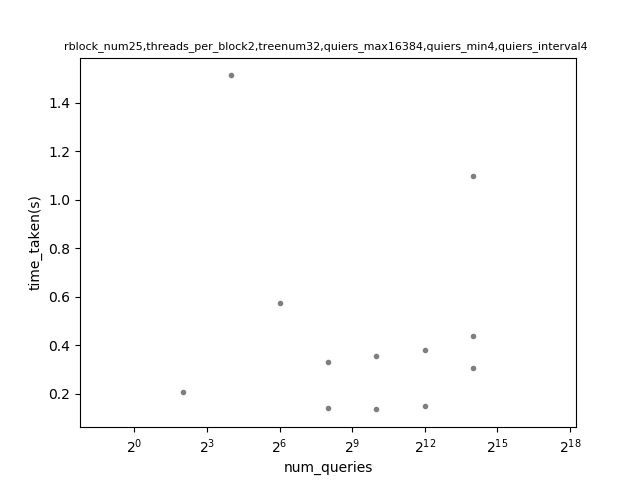 rblock_num25,threads_per_block2,treenum32,quiers_max16384,quiers_min4,quiers_interval4
1.4
1.2
1.0
0.8
0.6
0.4
0.2
time_taken(s)
2^0 2^3 2^6 2^9 2^12 2^15 2^18
num_queries